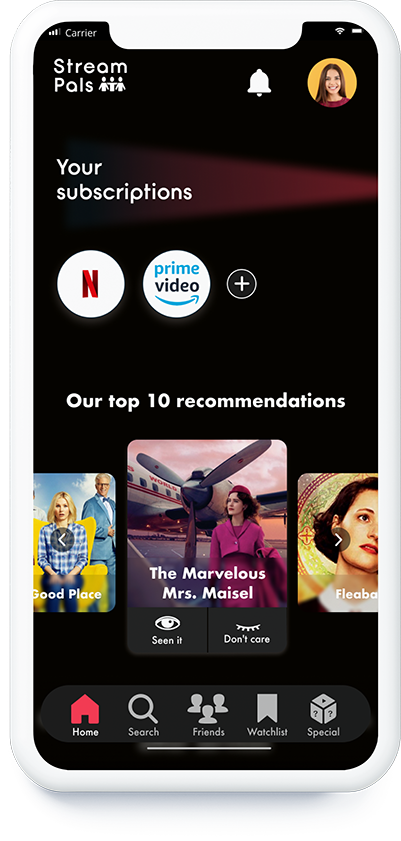 Carrier
Stream
Pals
Your
subscriptions
N
prime
video
Our top 10 recommendations
WORLD
Good Place
The Marvelous
Mrs. Maisel
Fleaba
Seen it
Don't care
? ?
Home
Search
Friends
Watchlist
Special